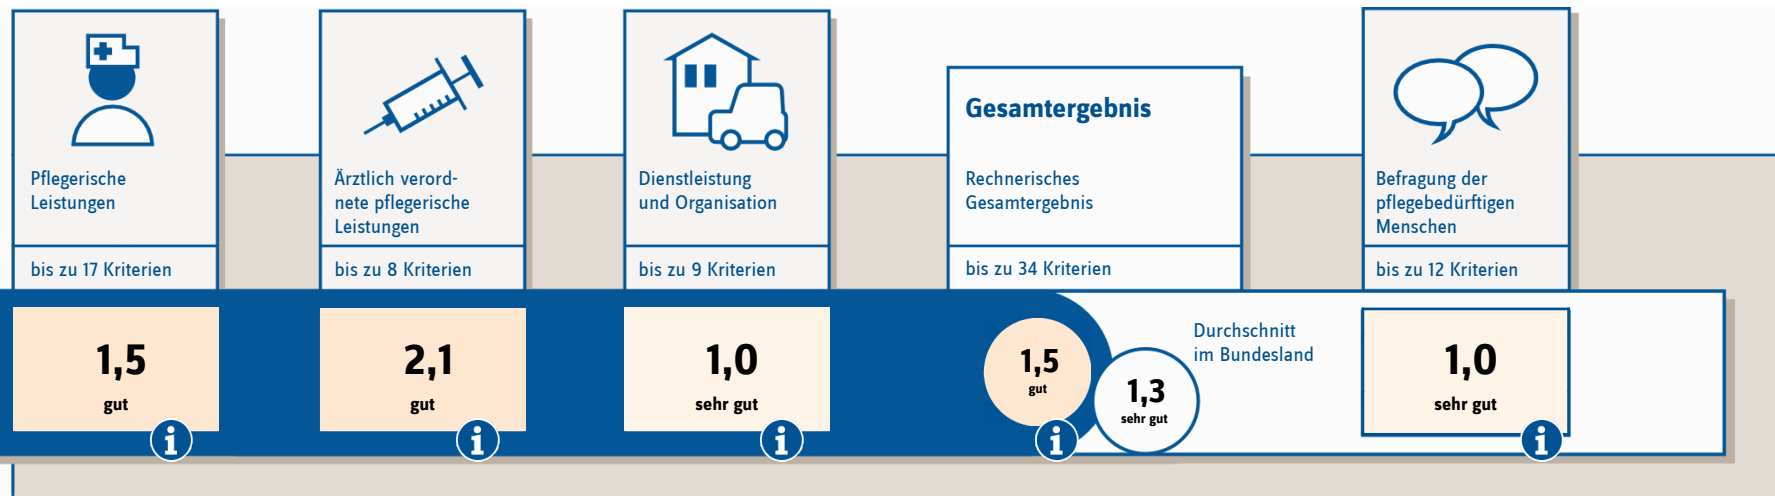 Pflegerische
Leistungen
bis zu 17 Kriterien
1,5
gut
i
Ärztlich verord-
nete pflegerische
Leistungen
bis zu 8 Kriterien
2,1
gut
i
Dienstleistung
und Organisation
bis zu 9 Kriterien
1,0
sehr gut
i
Gesamtergebnis
Rechnerisches
Gesamtergebnis
bis zu 34 Kriterien
1,5
gut
i
1,3
sehr gut
Durchschnitt
im Bundesland
Befragung der
pflegebedürftigen
Menschen
bis zu 12 Kriterien
1,0
sehr gut
i